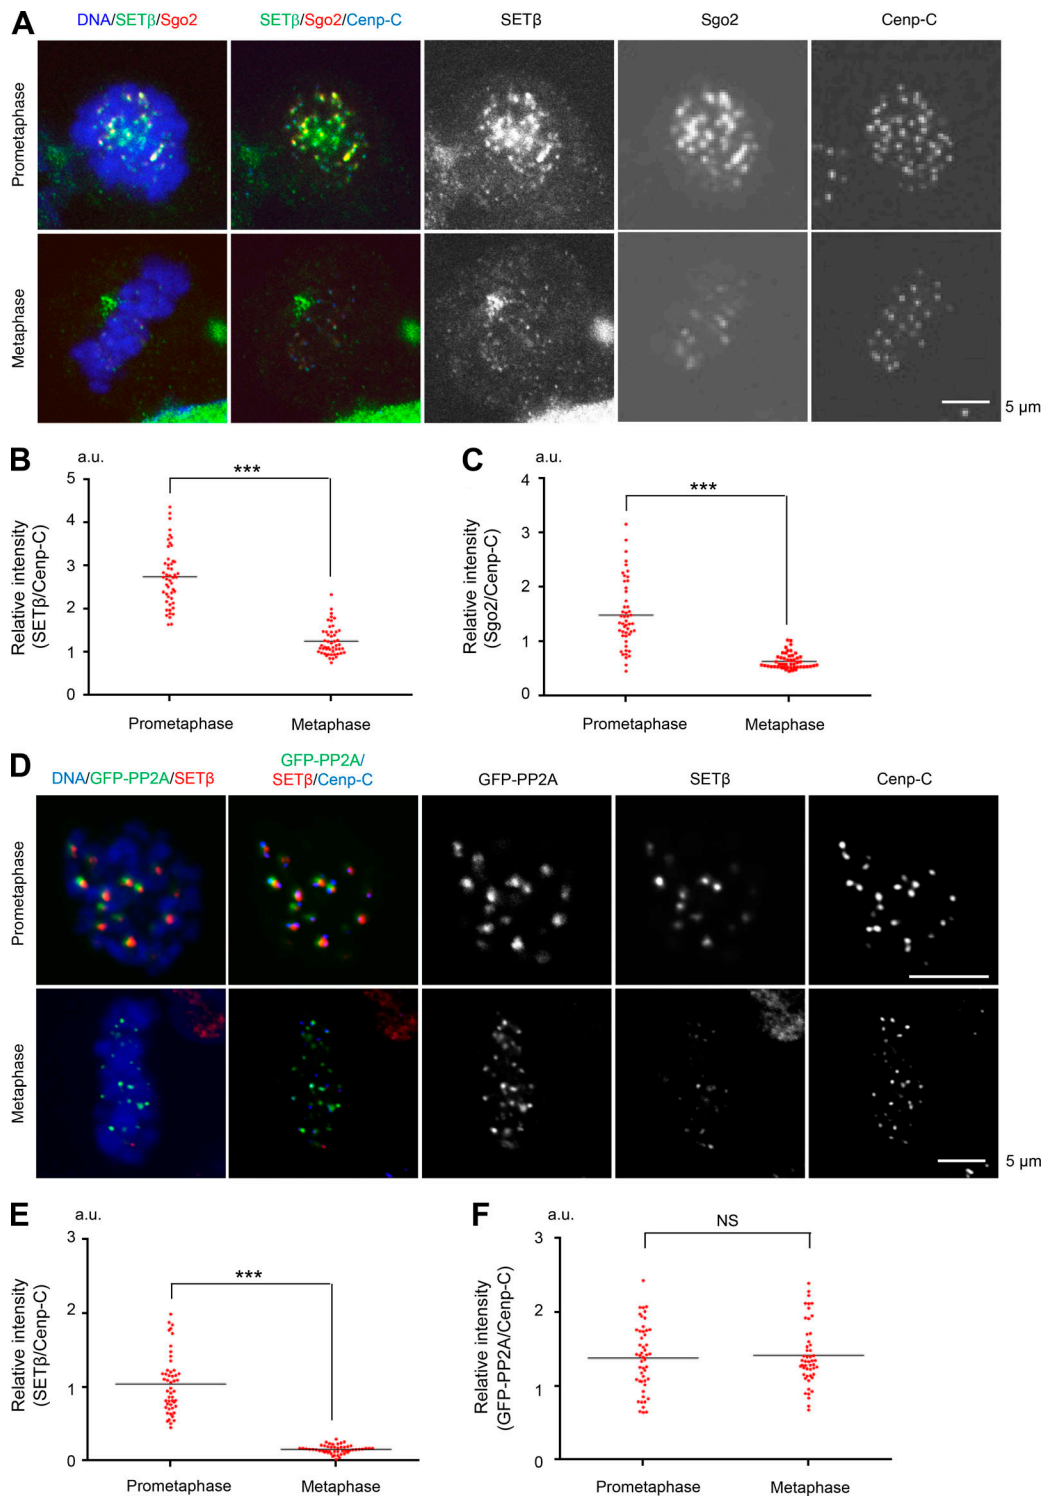 A
DNA/SETβ/Sgo2
SETβ/Sgo2/Cenp-C
SETβ
Sgo2
Cenp-C
Prometaphase
Metaphase
5 μm
B
a.u.
5
4
3
2
1
0
Relative intensity
(SETβ/Cenp-C)
***
Prometaphase
Metaphase
C
a.u.
4
3
2
1
0
Relative intensity
(Sgo2/Cenp-C)
***
Prometaphase
Metaphase
D
DNA/GFP-PP2A/SETβ
GFP-PP2A/
SETβ/Cenp-C
GFP-PP2A
SETβ
Cenp-C
Prometaphase
Metaphase
5 μm
E
a.u.
3
2
1
0
Relative intensity
(SETβ/Cenp-C)
***
Prometaphase
Metaphase
F
a.u.
3
2
1
0
Relative intensity
(GFP-PP2A/Cenp-C)
NS
Prometaphase
Metaphase